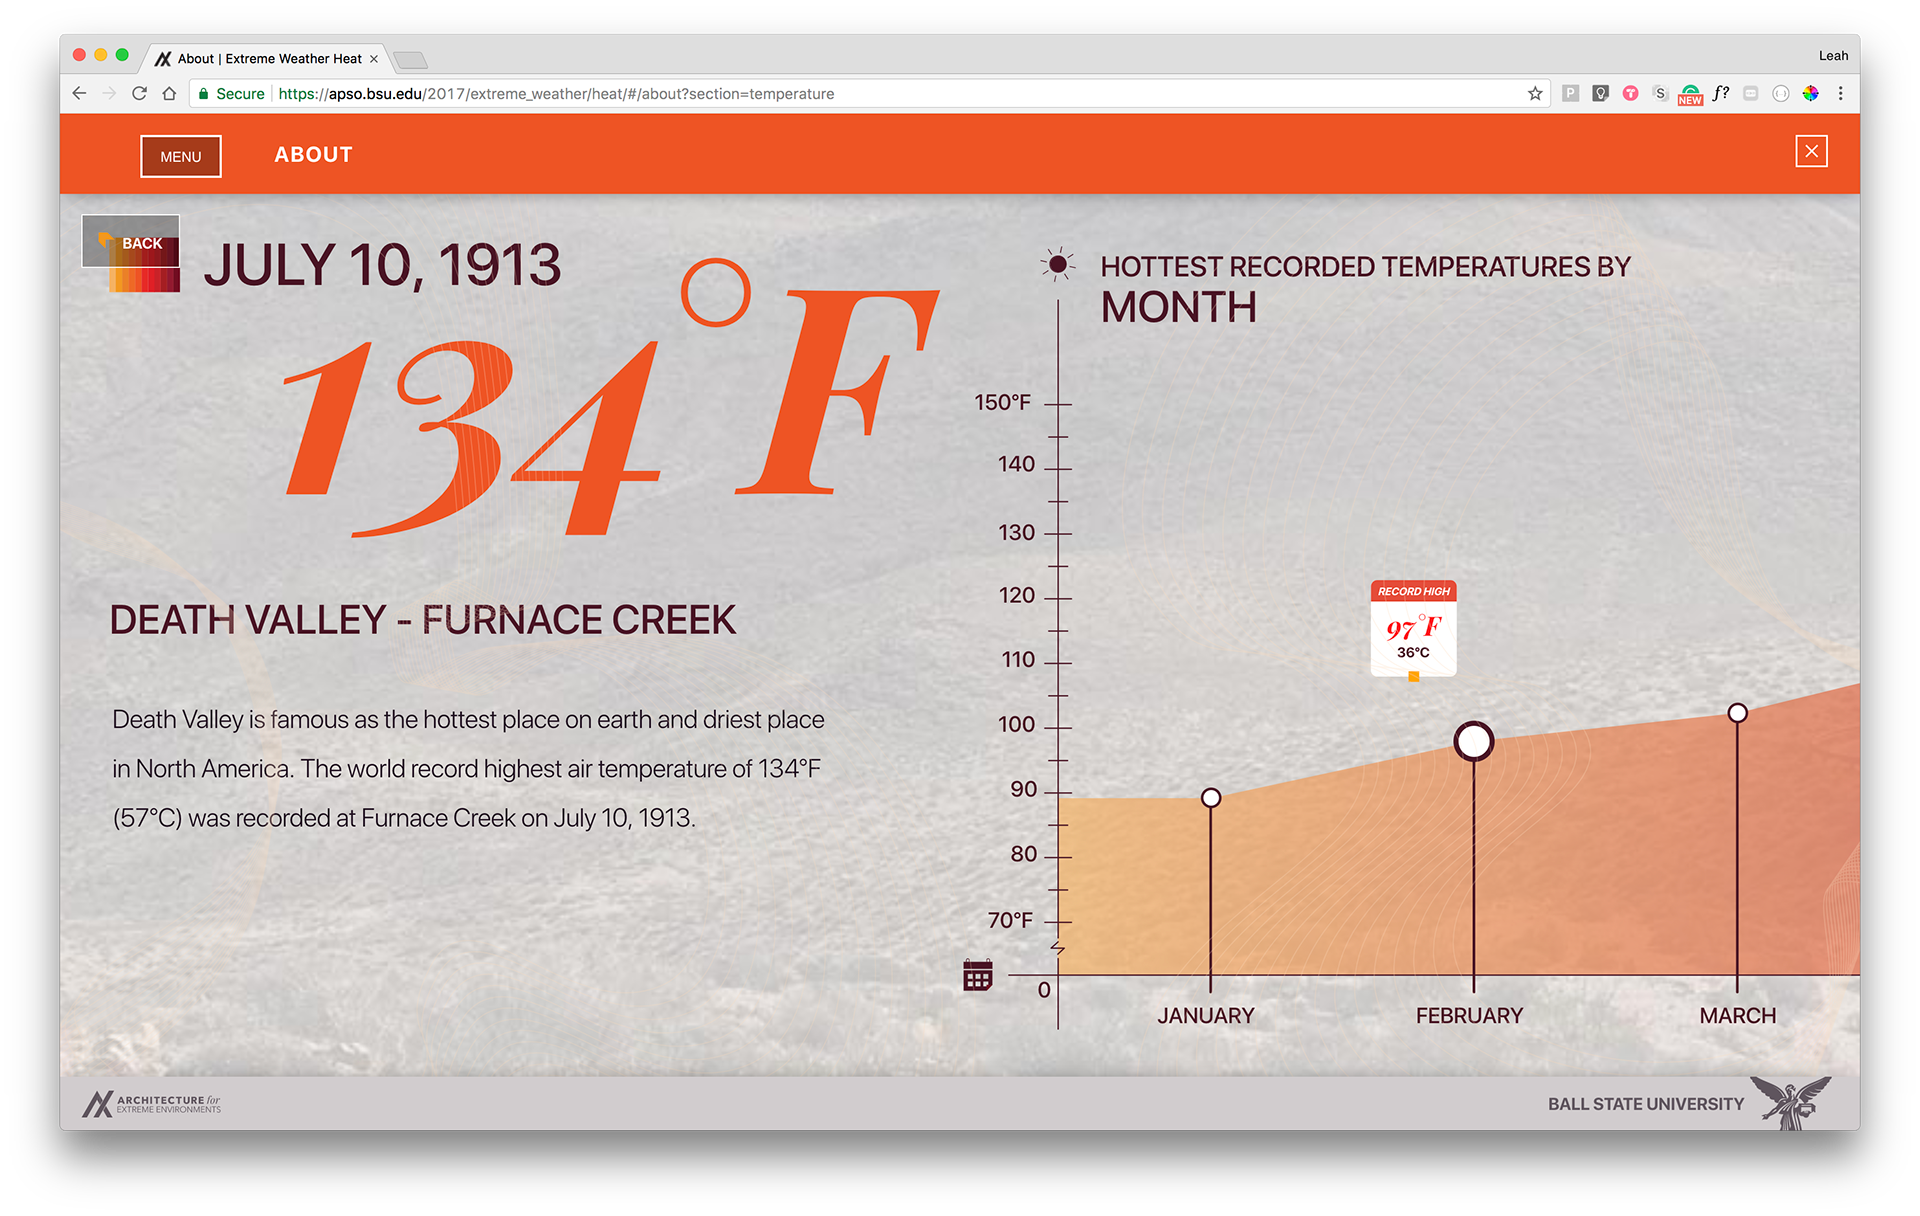 About | Extreme Weather Heat
Leah
Secure https://apso.bsu.edu/2017/extreme_weather/heat/#/about?section=temperature
P
T
S
NEW
f?
MENU
ABOUT
BACK
JULY 10, 1913
134°F
DEATH VALLEY - FURNACE CREEK
Death Valley is famous as the hottest place on earth and driest place
in North America. The world record highest air temperature of 134°F
(57°C) was recorded at Furnace Creek on July 10, 1913.
HOTTEST RECORDED TEMPERATURES BY
MONTH
150°F
140
130
120
110
100
90
80
70°F
0
RECORD HIGH
97°F
36°C
JANUARY
FEBRUARY
MARCH
ARCHITECTURE for
EXTREME ENVIRONMENTS
BALL STATE UNIVERSITY